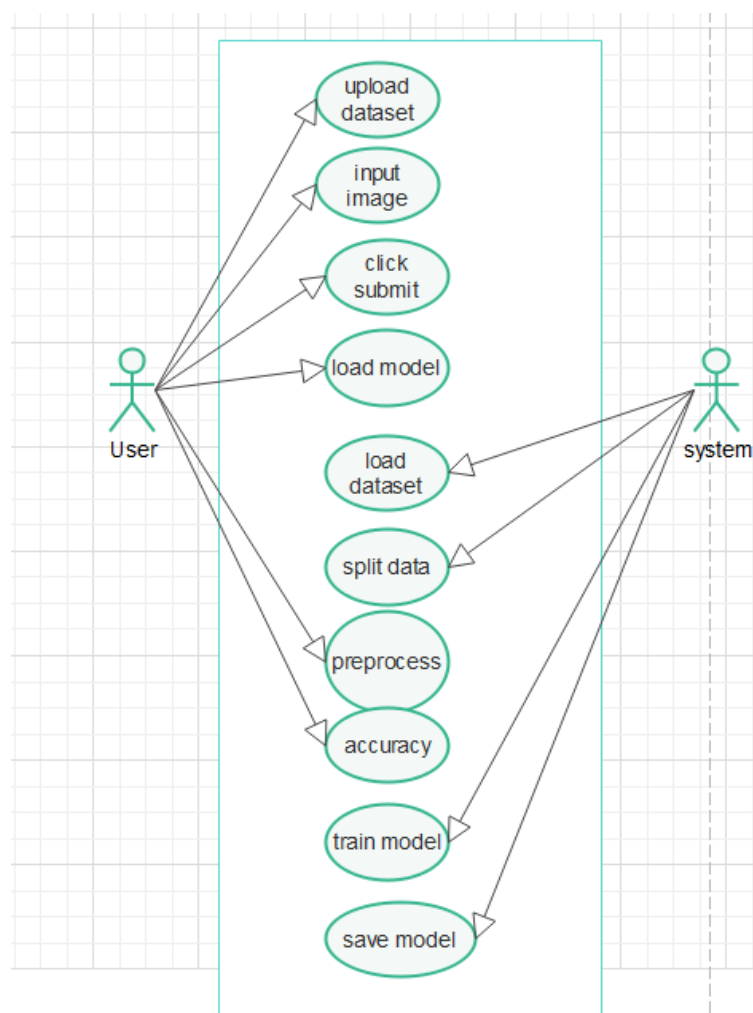 upload
dataset
input
image
click
submit
load model
User
system
load
dataset
split data
preprocess
accuracy
train model
save model